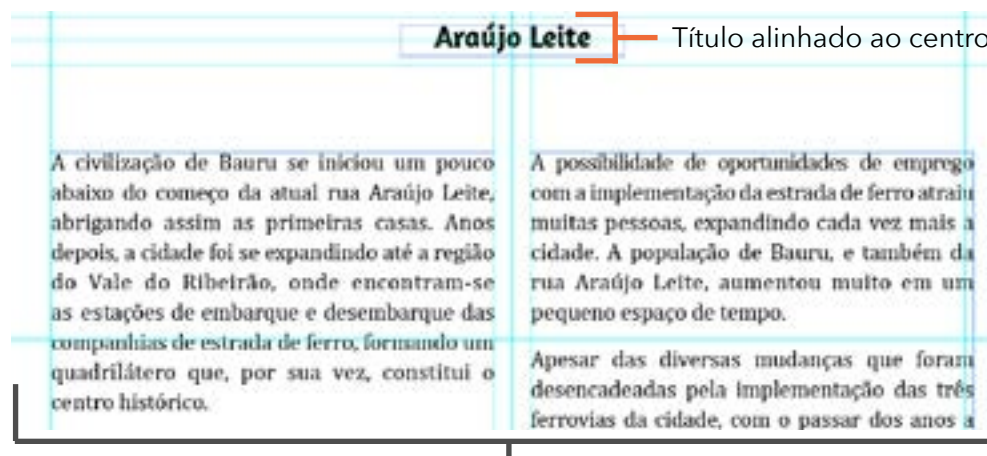 Araújo Leite
Título alinhado ao centro
A civilização de Bauru se iniciou um pouco
abaixo do começo da atual rua Araújo Leite,
abrigando assim as primeiras casas. Anos
depois, a cidade foi se expandindo até a região
do Vale do Ribeirão, onde encontram-se
as estações de embarque e desembarque das
companhias de estrada de ferro, formando um
quadrilátero que, por sua vez, constitui o
centro histórico.
A possibilidade de oportunidades de emprego
com a implementação da estrada de ferro atraiu
muitas pessoas, expandindo cada vez mais a
cidade. A população de Bauru, e também da
rua Araújo Leite, aumentou muito em um
pequeno espaço de tempo.
Apesar das diversas mudanças que foram
desencadeadas pela implementação das três
ferrovias da cidade, com o passar dos anos a